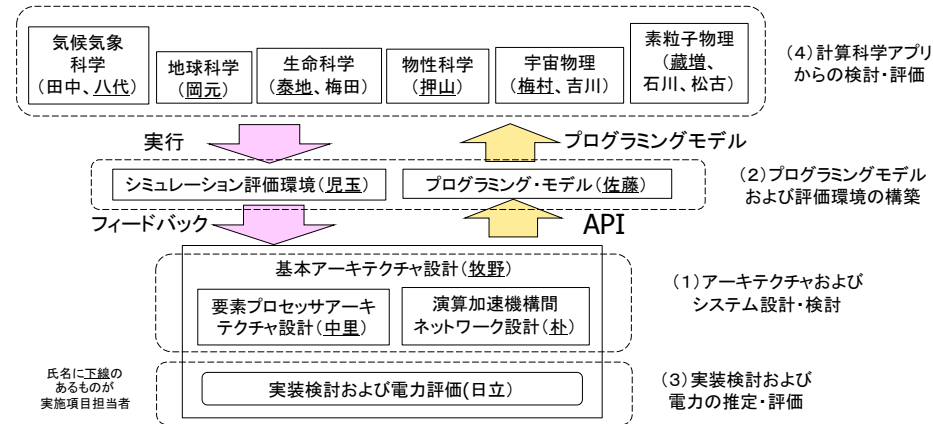 気候気象
科学
(田中、八代)
地球科学
(岡元)
生命科学
(泰地、梅田)
物性科学
(押山)
宇宙物理
(梅村、吉川)
素粒子物理
(藏増、
石川、松古)
(4)計算科学アプリ
からの検討・評価
実行
プログラミングモデル
シミュレーション評価環境(児玉)
プログラミング・モデル(佐藤)
(2)プログラミングモデル
および評価環境の構築
フィードバック
API
基本アーキテクチャ設計(牧野)
要素プロセッサアーキ
テクチャ設計(中里)
演算加速機構間
ネットワーク設計(朴)
(1)アーキテクチャおよび
システム設計・検討
氏名に下線の
あるものが
実施項目担当者
実装検討および電力評価(日立)
(3)実装検討および
電力の推定・評価